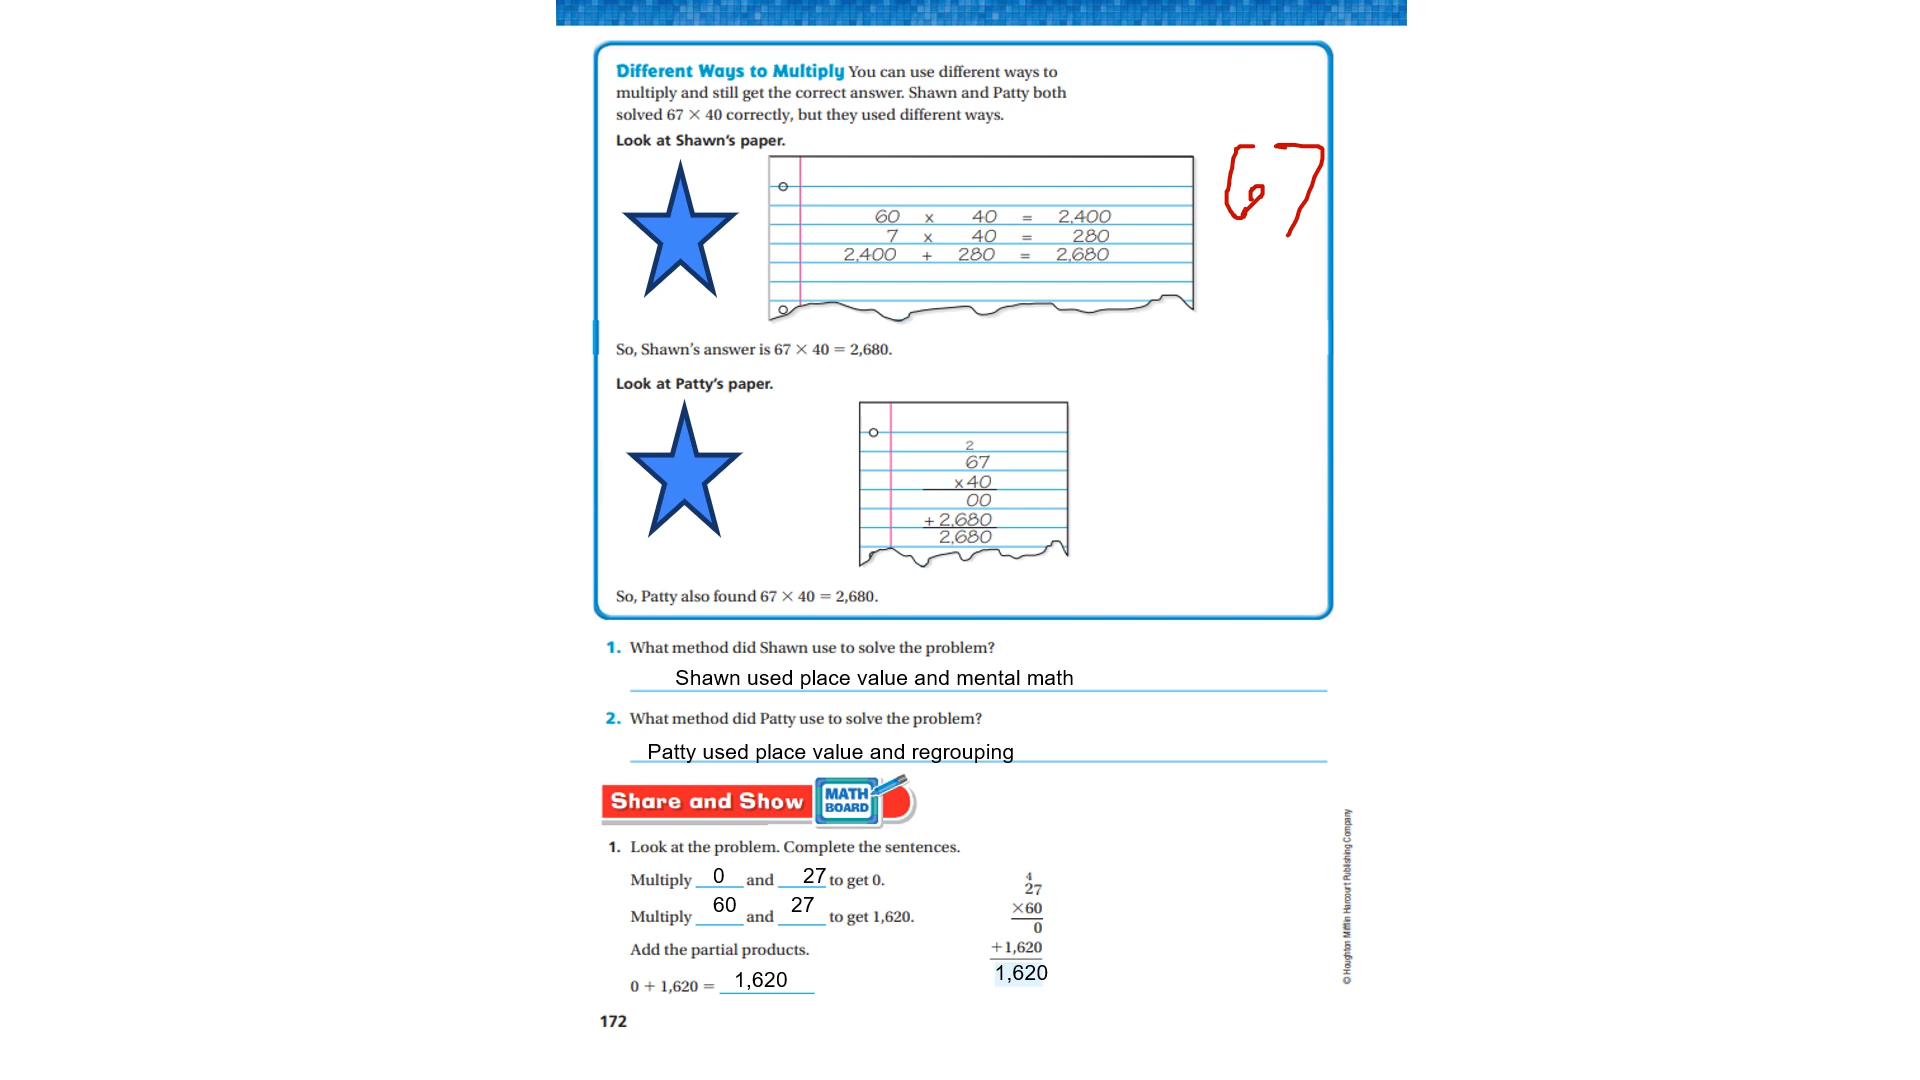 Different Ways to Multiply You can use different ways to
multiply and still get the correct answer. Shawn and Patty both
solved 67 × 40 correctly, but they used different ways.
Look at Shawn's paper.
67
60 x 40 = 2,400
7 x 40 = 280
2,400 + 280 = 2,680
So, Shawn's answer is 67 × 40 = 2,680.
Look at Patty's paper.
2
67
x 40
00
+ 2,680
2,680
So, Patty also found 67 × 40 = 2,680.
1. What method did Shawn use to solve the problem?
Shawn used place value and mental math
2. What method did Patty use to solve the problem?
Patty used place value and regrouping
Share and Show MATH BOARD
1. Look at the problem. Complete the sentences.
Multiply 0 and 27 to get 0.
Multiply 60 and 27 to get 1,620.
Add the partial products.
0 + 1,620 = 1,620
4
27
×60
0
+1,620
1,620
© Houghton Mifflin Harcourt Publishing Company
172